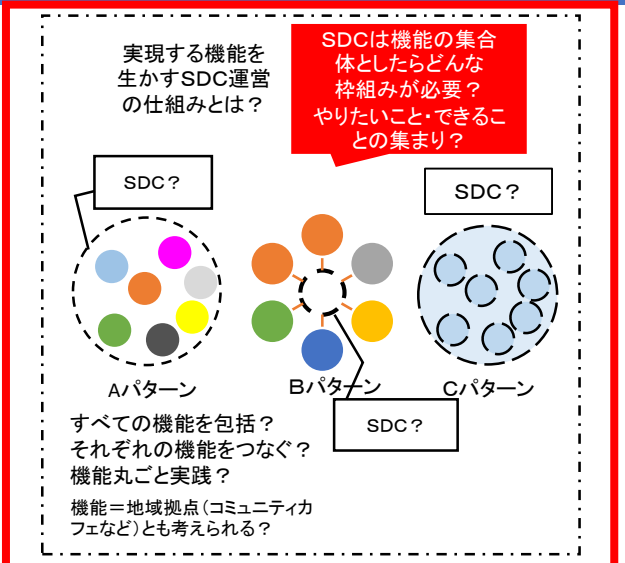 実現する機能を
生かすSDC運営
の仕組みとは？
SDCは機能の集合
体としたらどんな
枠組みが必要？
やりたいこと・できるこ
との集まり？
SDC？
SDC？
Aパターン
Bパターン
Cパターン
SDC？
すべての機能を包括？
それぞれの機能をつなぐ？
機能丸ごと実践？
機能＝地域拠点（コミュニティカ
フェなど）とも考えられる？